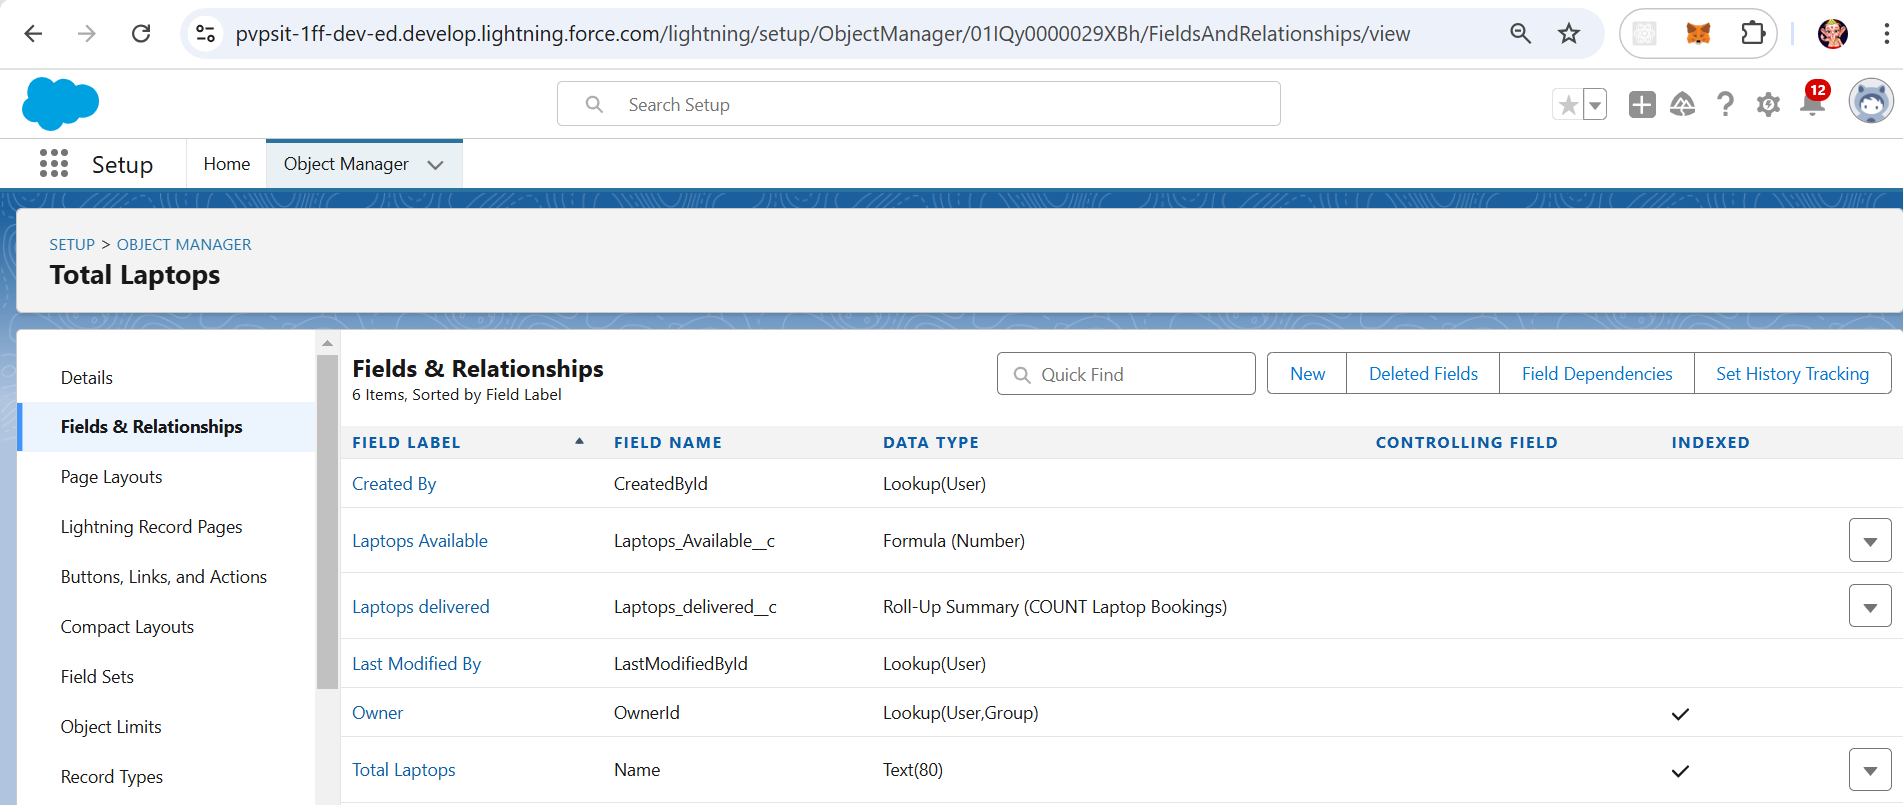 pvpsit-1ff-dev-ed.develop.lightning.force.com/lightning/setup/ObjectManager/01IQy0000029XBh/FieldsAndRelationships/view
Search Setup
12
Setup
Home
Object Manager
SETUP > OBJECT MANAGER
Total Laptops
Details
Fields & Relationships
Page Layouts
Lightning Record Pages
Buttons, Links, and Actions
Compact Layouts
Field Sets
Object Limits
Record Types
Fields & Relationships
6 Items, Sorted by Field Label
Quick Find
New
Deleted Fields
Field Dependencies
Set History Tracking
FIELD LABEL FIELD NAME DATA TYPE CONTROLLING FIELD INDEXED
Created By CreatedById Lookup(User)
Laptops Available Laptops_Available__c Formula (Number)
Laptops delivered Laptops_delivered__c Roll-Up Summary (COUNT Laptop Bookings)
Last Modified By LastModifiedById Lookup(User)
Owner OwnerId Lookup(User,Group)
Total Laptops Name Text(80)